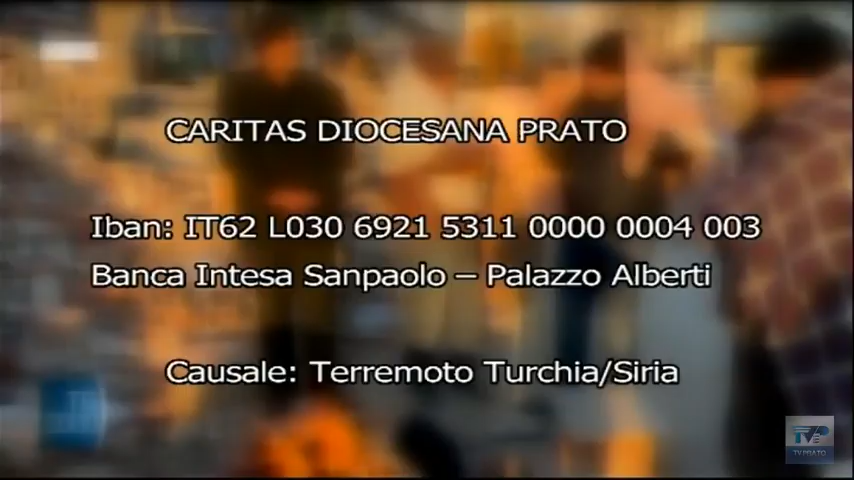 CARITAS DIOCESANA PRATO
Iban: IT62 L030 6921 5311 0000 0004 003
Banca Intesa Sanpaolo – Palazzo Alberti
Causale: Terremoto Turchia/Siria
TVP
TV PRATO